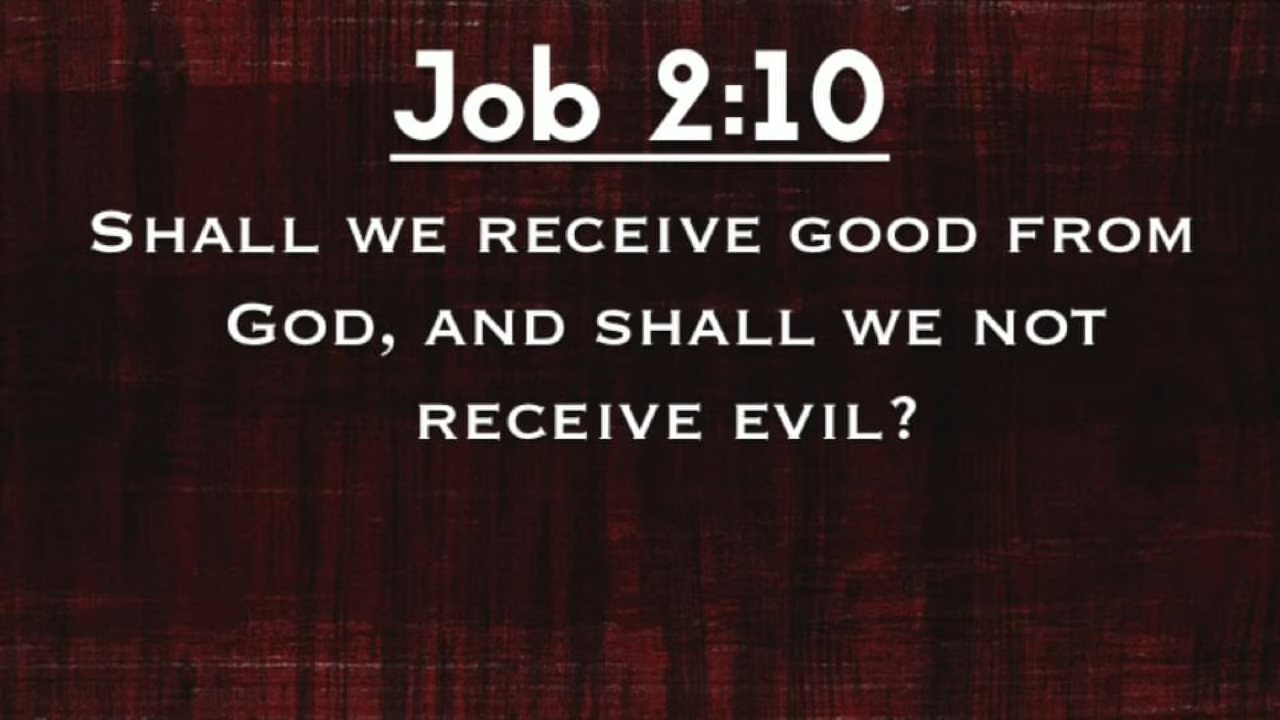 Job 2:10
Shall we receive good from
God, and shall we not
receive evil?